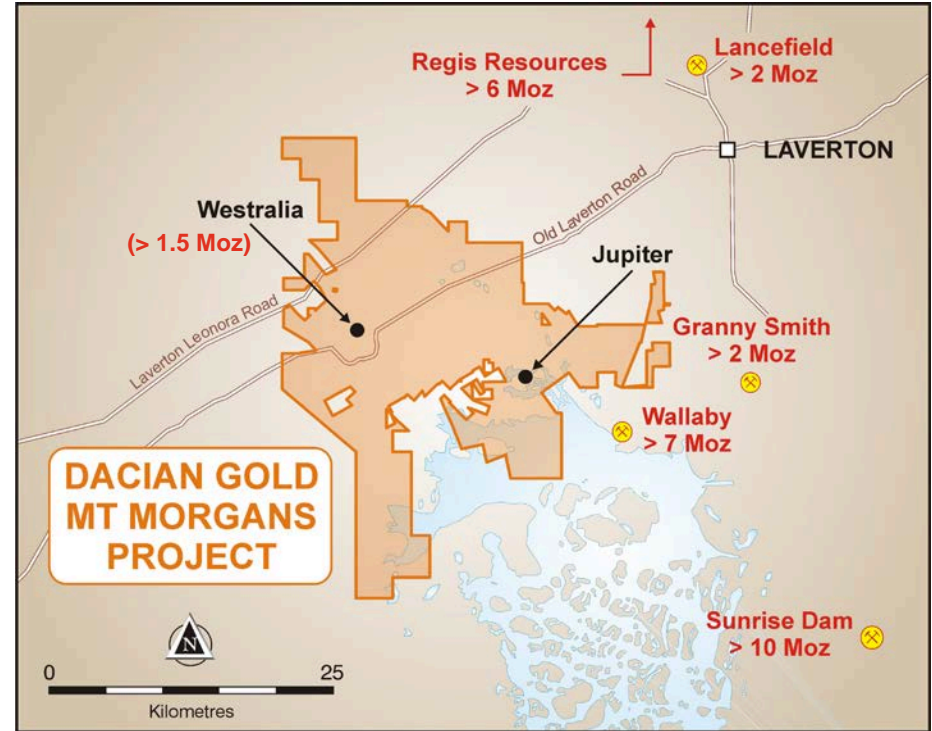 Regis Resources
> 6 Moz
Lancefield
> 2 Moz
LAVERTON
Westralia
(> 1.5 Moz)
Old Laverton Road
Jupiter
Laverton Leonora Road
Granny Smith
> 2 Moz
Wallaby
> 7 Moz
DACIAN GOLD
MT MORGANS
PROJECT
Sunrise Dam
> 10 Moz
N
0 25
Kilometres